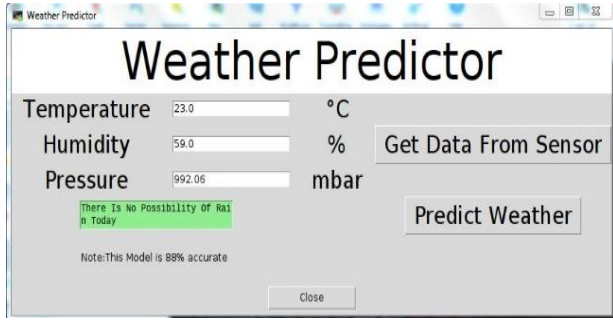 Weather Predictor
Weather Predictor
Temperature 23.0 °C
Humidity 59.0 % Get Data From Sensor
Pressure 992.06 mbar
There Is No Possibility Of Rai
n Today
Predict Weather
Note:This Model is 88% accurate
Close